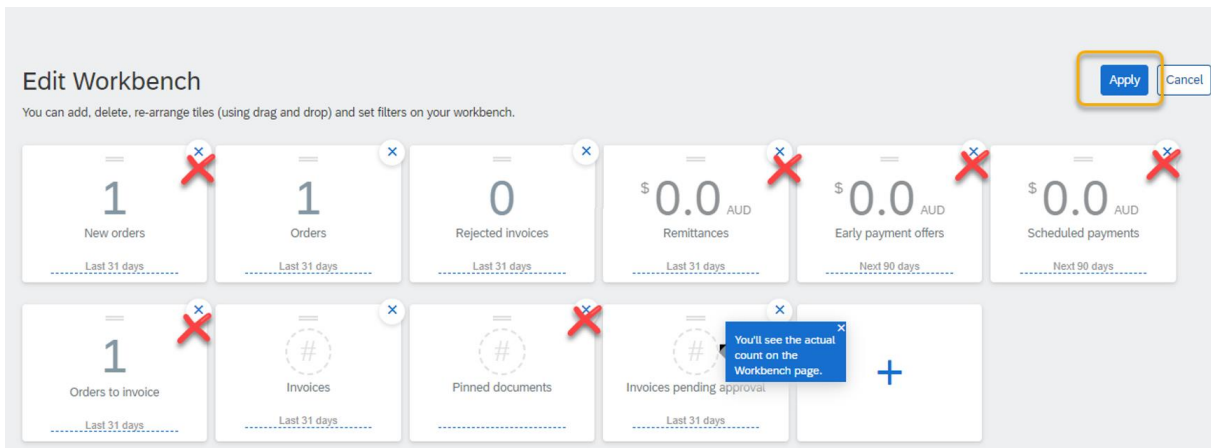 Edit Workbench
Apply
Cancel
You can add, delete, re-arrange tiles (using drag and drop) and set filters on your workbench.
1
New orders
Last 31 days
1
Orders
Last 31 days
0
Rejected invoices
Last 31 days
$ 0.0 AUD
Remittances
Last 31 days
$ 0.0 AUD
Early payment offers
Next 90 days
$ 0.0 AUD
Scheduled payments
Next 90 days
1
Orders to invoice
Last 31 days
#
Invoices
Last 31 days
#
Pinned documents
#
Invoices pending approval
Last 31 days
You'll see the actual
count on the
Workbench page.
+